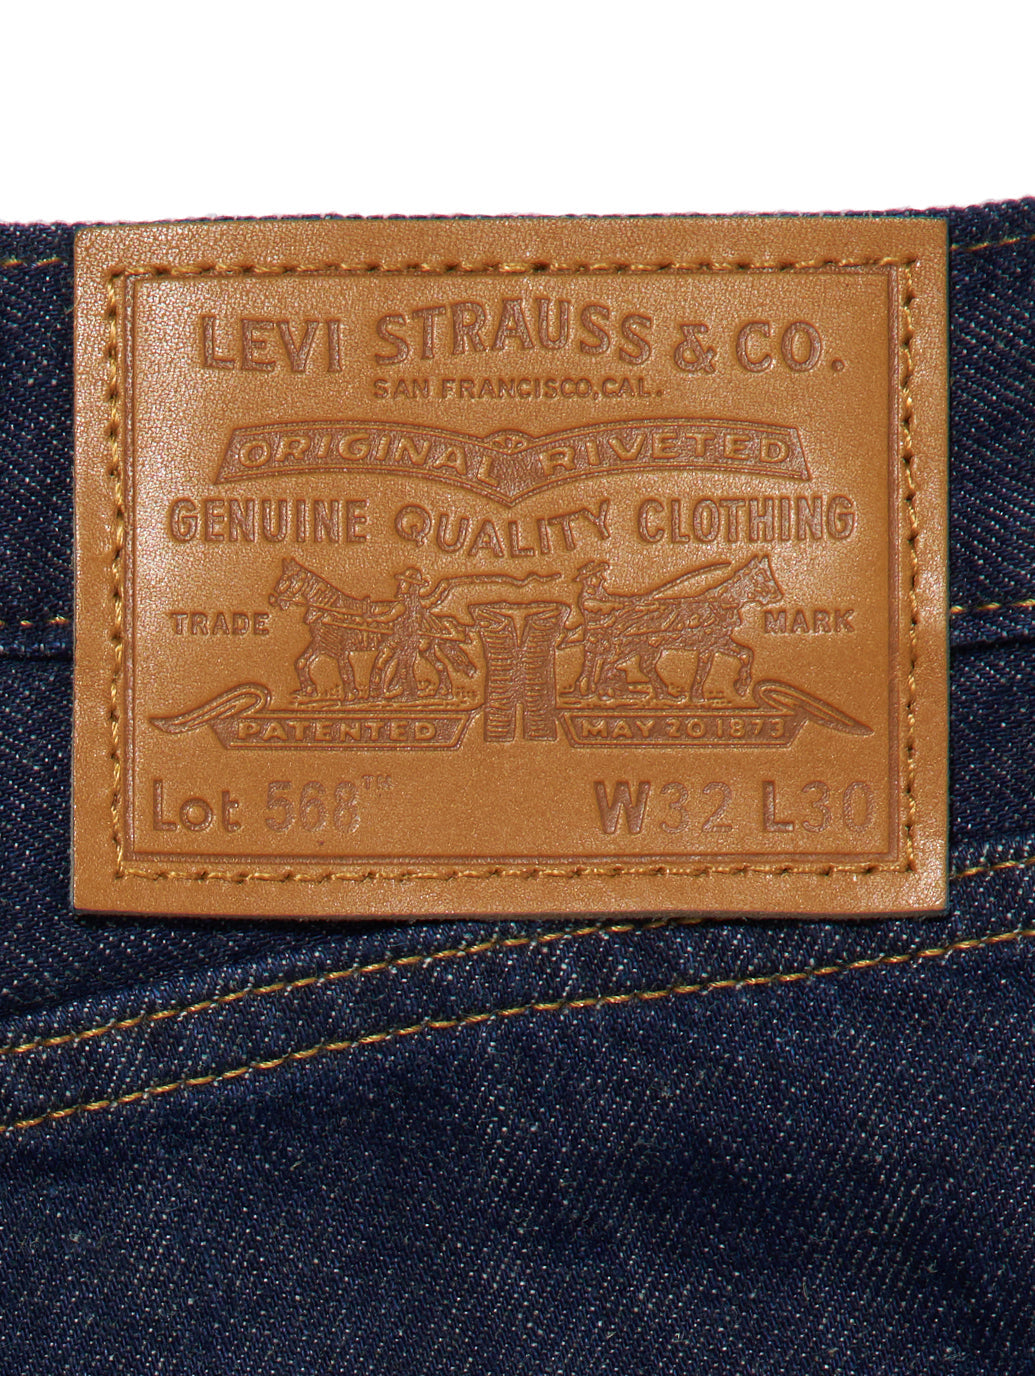 LEVI STRAUSS & CO.
SAN FRANCISCO, CAL.
ORIGINAL RIVETED
GENUINE QUALITY CLOTHING
TRADE MARK
PATENTED MAY 20 1873
Lot 568™ W32 L30